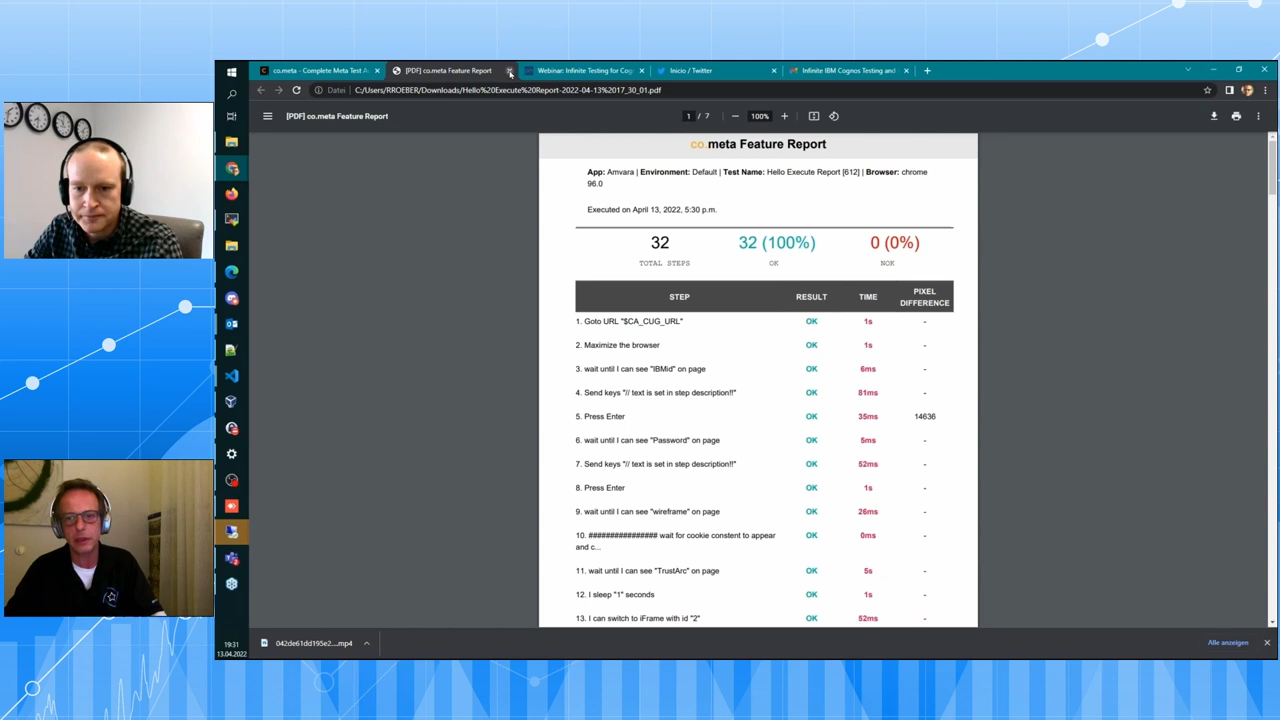 co.meta - Complete Meta Test A
[PDF] co.meta Feature Report
Webinar: Infinite Testing for Cog
Inicio / Twitter
Infinite IBM Cognos Testing and
Datei
C:/Users/RROEBER/Downloads/Hello%20Execute%20Report-2022-04-13%2017_30_01.pdf
[PDF] co.meta Feature Report
1 / 7
100%
co.meta Feature Report
App: Amvara | Environment: Default | Test Name: Hello Execute Report [612] | Browser: chrome
96.0
Executed on April 13, 2022, 5:30 p.m.
32 32 (100%) 0 (0%)
TOTAL STEPS OK NOK
STEP RESULT TIME PIXEL DIFFERENCE
1. Goto URL "$CA_CUG_URL" OK 1s -
2. Maximize the browser OK 1s -
3. wait until I can see "IBMid" on page OK 6ms -
4. Send keys "// text is set in step description!!" OK 81ms -
5. Press Enter OK 35ms 14636
6. wait until I can see "Password" on page OK 5ms -
7. Send keys "// text is set in step description!!" OK 52ms -
8. Press Enter OK 1s -
9. wait until I can see "wireframe" on page OK 26ms -
10. ################ wait for cookie constent to appear OK 0ms -
and c...
11. wait until I can see "TrustArc" on page OK 5s -
12. I sleep "1" seconds OK 1s -
13. I can switch to iFrame with id "2" OK 52ms -
042de61dd195e2....mp4
Alle anzeigen
19:31
13.04.2022